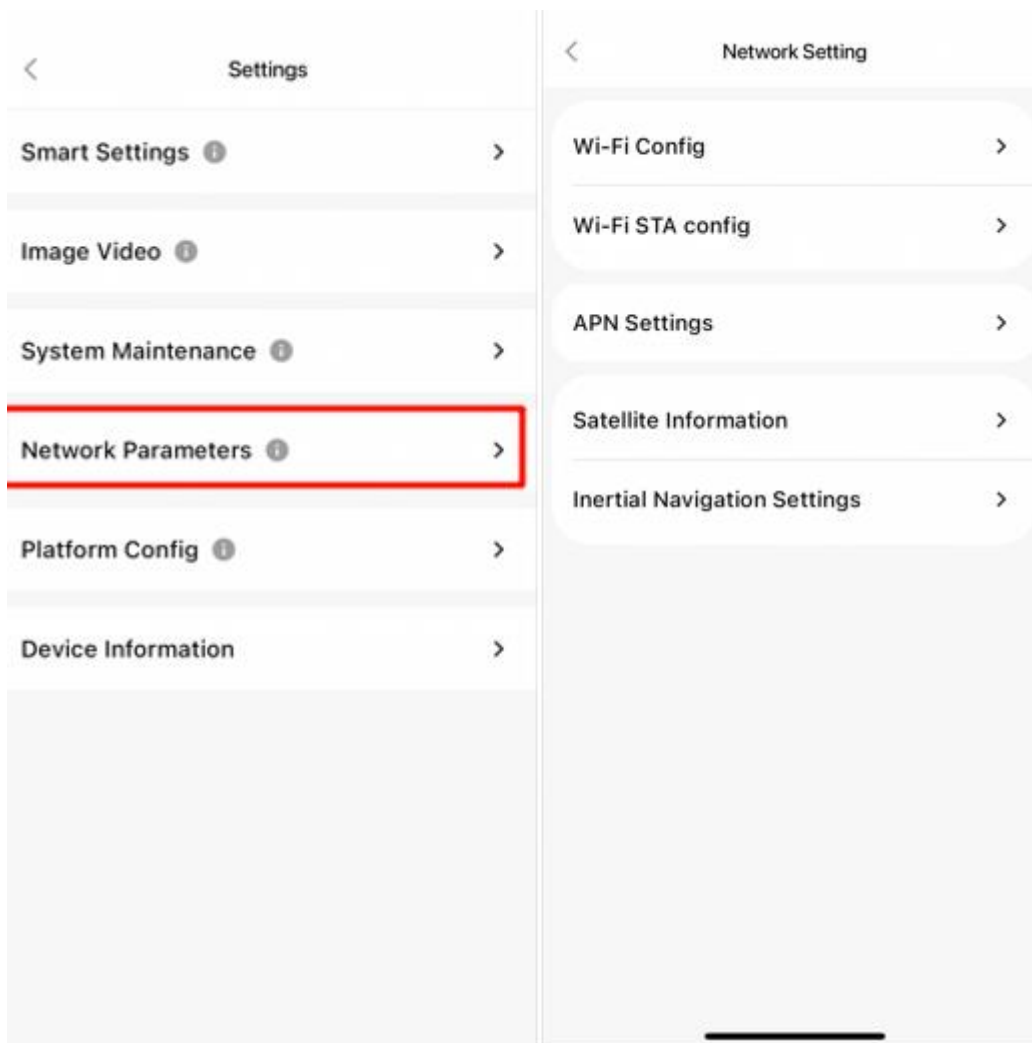 Settings
Smart Settings
Image Video
System Maintenance
Network Parameters
Platform Config
Device Information
Network Setting
Wi-Fi Config
Wi-Fi STA config
APN Settings
Satellite Information
Inertial Navigation Settings